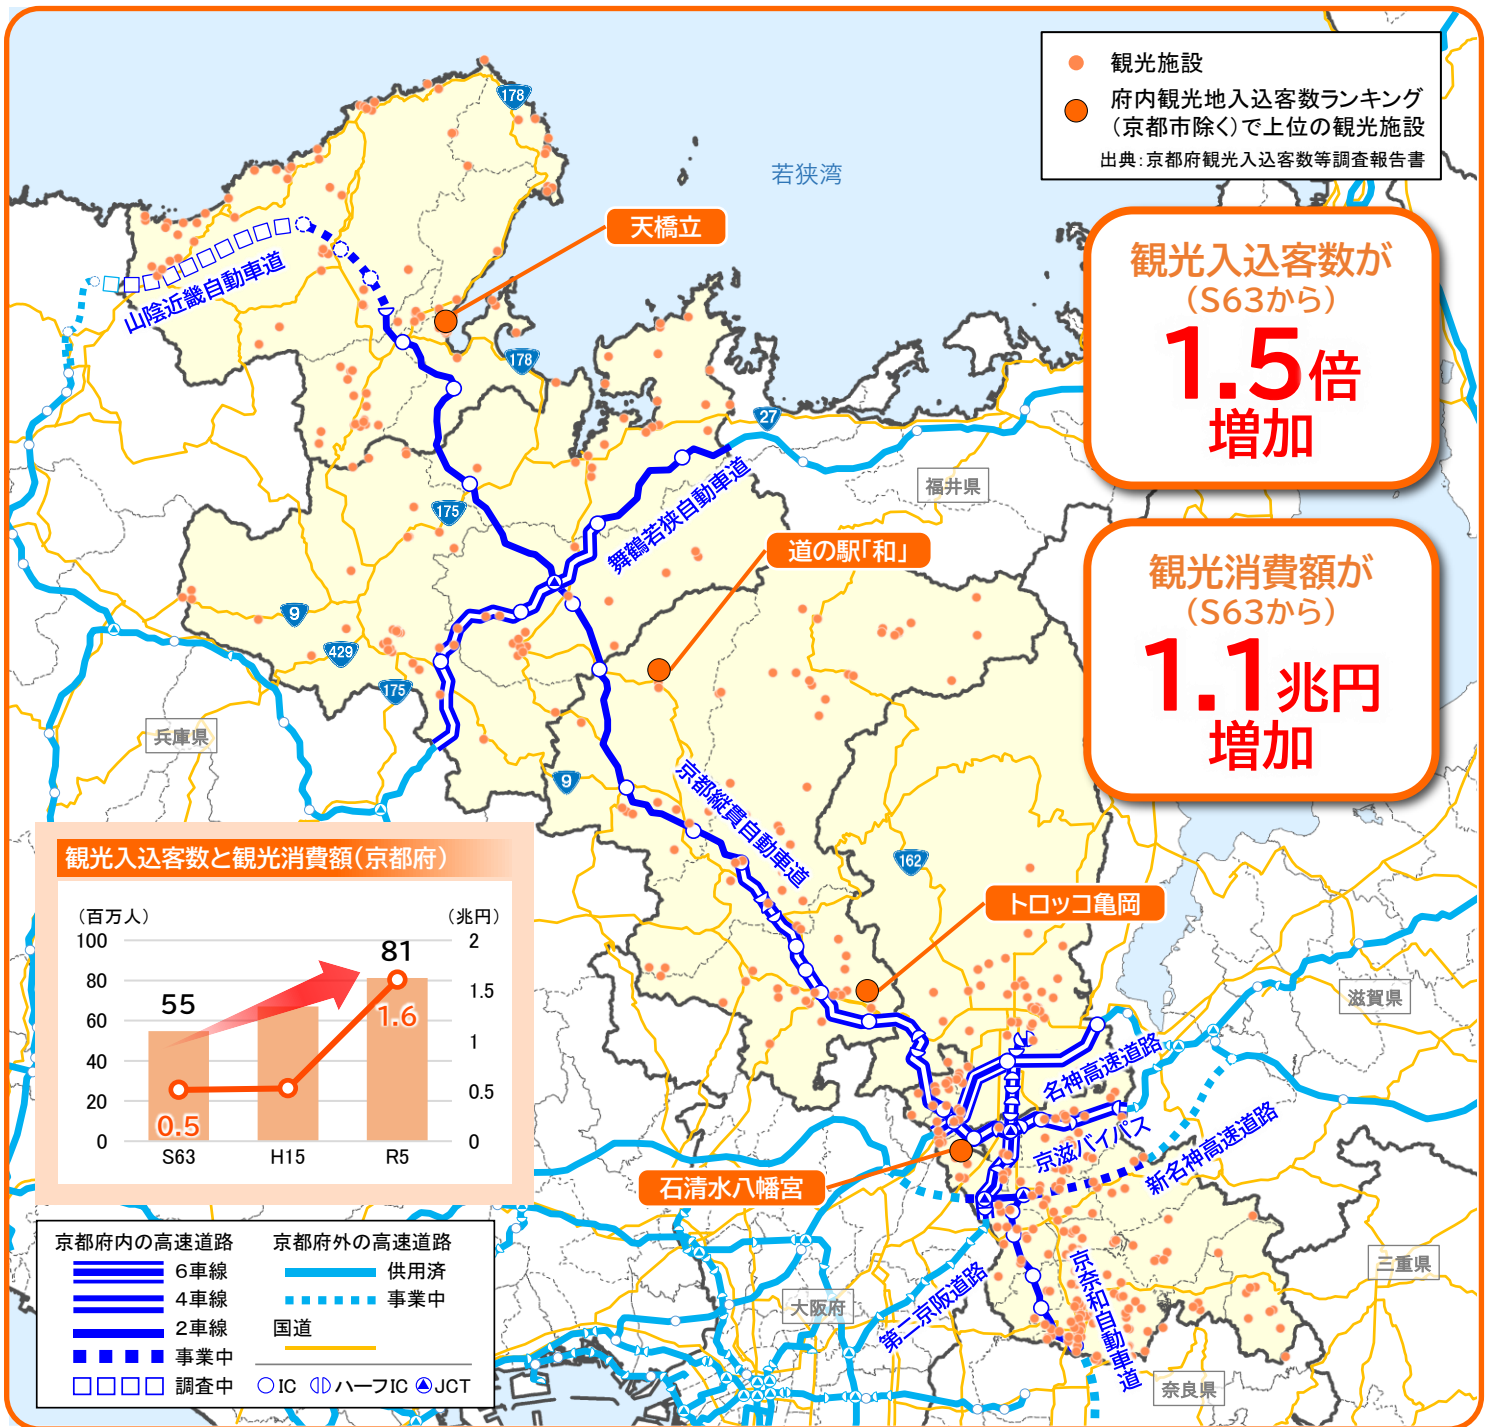 観光施設
府内観光地入込客数ランキング
（京都市除く）で上位の観光施設
出典：京都府観光入込客数等調査報告書
178
若狭湾
天橋立
山陰近畿自動車道
178
27
観光入込客数が
（S63から）
1.5倍
増加
福井県
175
舞鶴若狭自動車道
道の駅「和」
観光消費額が
（S63から）
1.1兆円
増加
9
429
175
兵庫県
9
京都縦貫自動車道
162
トロッコ亀岡
滋賀県
名神高速道路
京滋バイパス
新名神高速道路
石清水八幡宮
第二京阪道路
京奈和自動車道
大阪府
三重県
奈良県
観光入込客数と観光消費額（京都府）
（百万人）
（兆円）
100
80
60
40
20
0
2
1.5
1
0.5
0
55
81
0.5
1.6
S63
H15
R5
京都府内の高速道路
6車線
4車線
2車線
事業中
調査中
京都府外の高速道路
供用済
事業中
国道
IC
ハーフIC
JCT